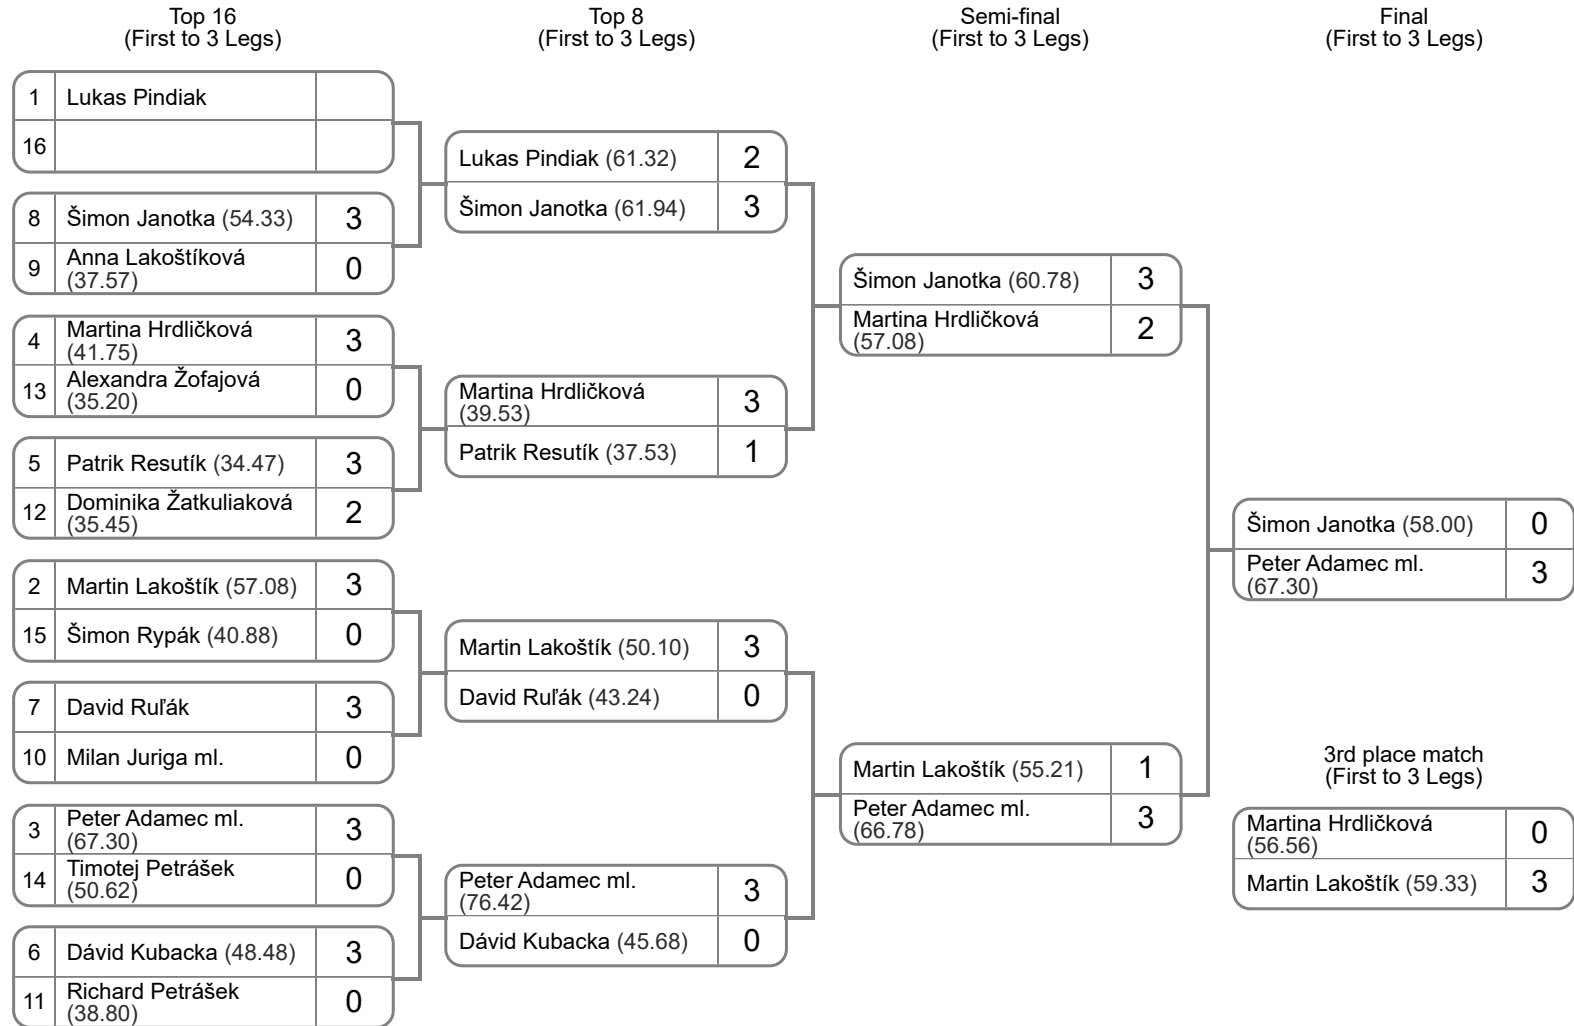 Top 16
(First to 3 Legs)
1 Lukas Pindiak
16
8 Šimon Janotka (54.33) 3
9 Anna Lakoštíková
(37.57) 0
4 Martina Hrdličková
(41.75) 3
13 Alexandra Žofajová
(35.20) 0
5 Patrik Resutík (34.47) 3
12 Dominika Žatkuliaková
(35.45) 2
2 Martin Lakoštík (57.08) 3
15 Šimon Rypák (40.88) 0
7 David Ruľák 3
10 Milan Juriga ml. 0
3 Peter Adamec ml.
(67.30) 3
14 Timotej Petrášek
(50.62) 0
6 Dávid Kubacka (48.48) 3
11 Richard Petrášek
(38.80) 0
Top 8
(First to 3 Legs)
Lukas Pindiak (61.32) 2
Šimon Janotka (61.94) 3
Martina Hrdličková
(39.53) 3
Patrik Resutík (37.53) 1
Martin Lakoštík (50.10) 3
David Ruľák (43.24) 0
Peter Adamec ml.
(76.42) 3
Dávid Kubacka (45.68) 0
Semi-final
(First to 3 Legs)
Šimon Janotka (60.78) 3
Martina Hrdličková
(57.08) 2
Martin Lakoštík (55.21) 1
Peter Adamec ml.
(66.78) 3
Final
(First to 3 Legs)
Šimon Janotka (58.00) 0
Peter Adamec ml.
(67.30) 3
3rd place match
(First to 3 Legs)
Martina Hrdličková
(56.56) 0
Martin Lakoštík (59.33) 3